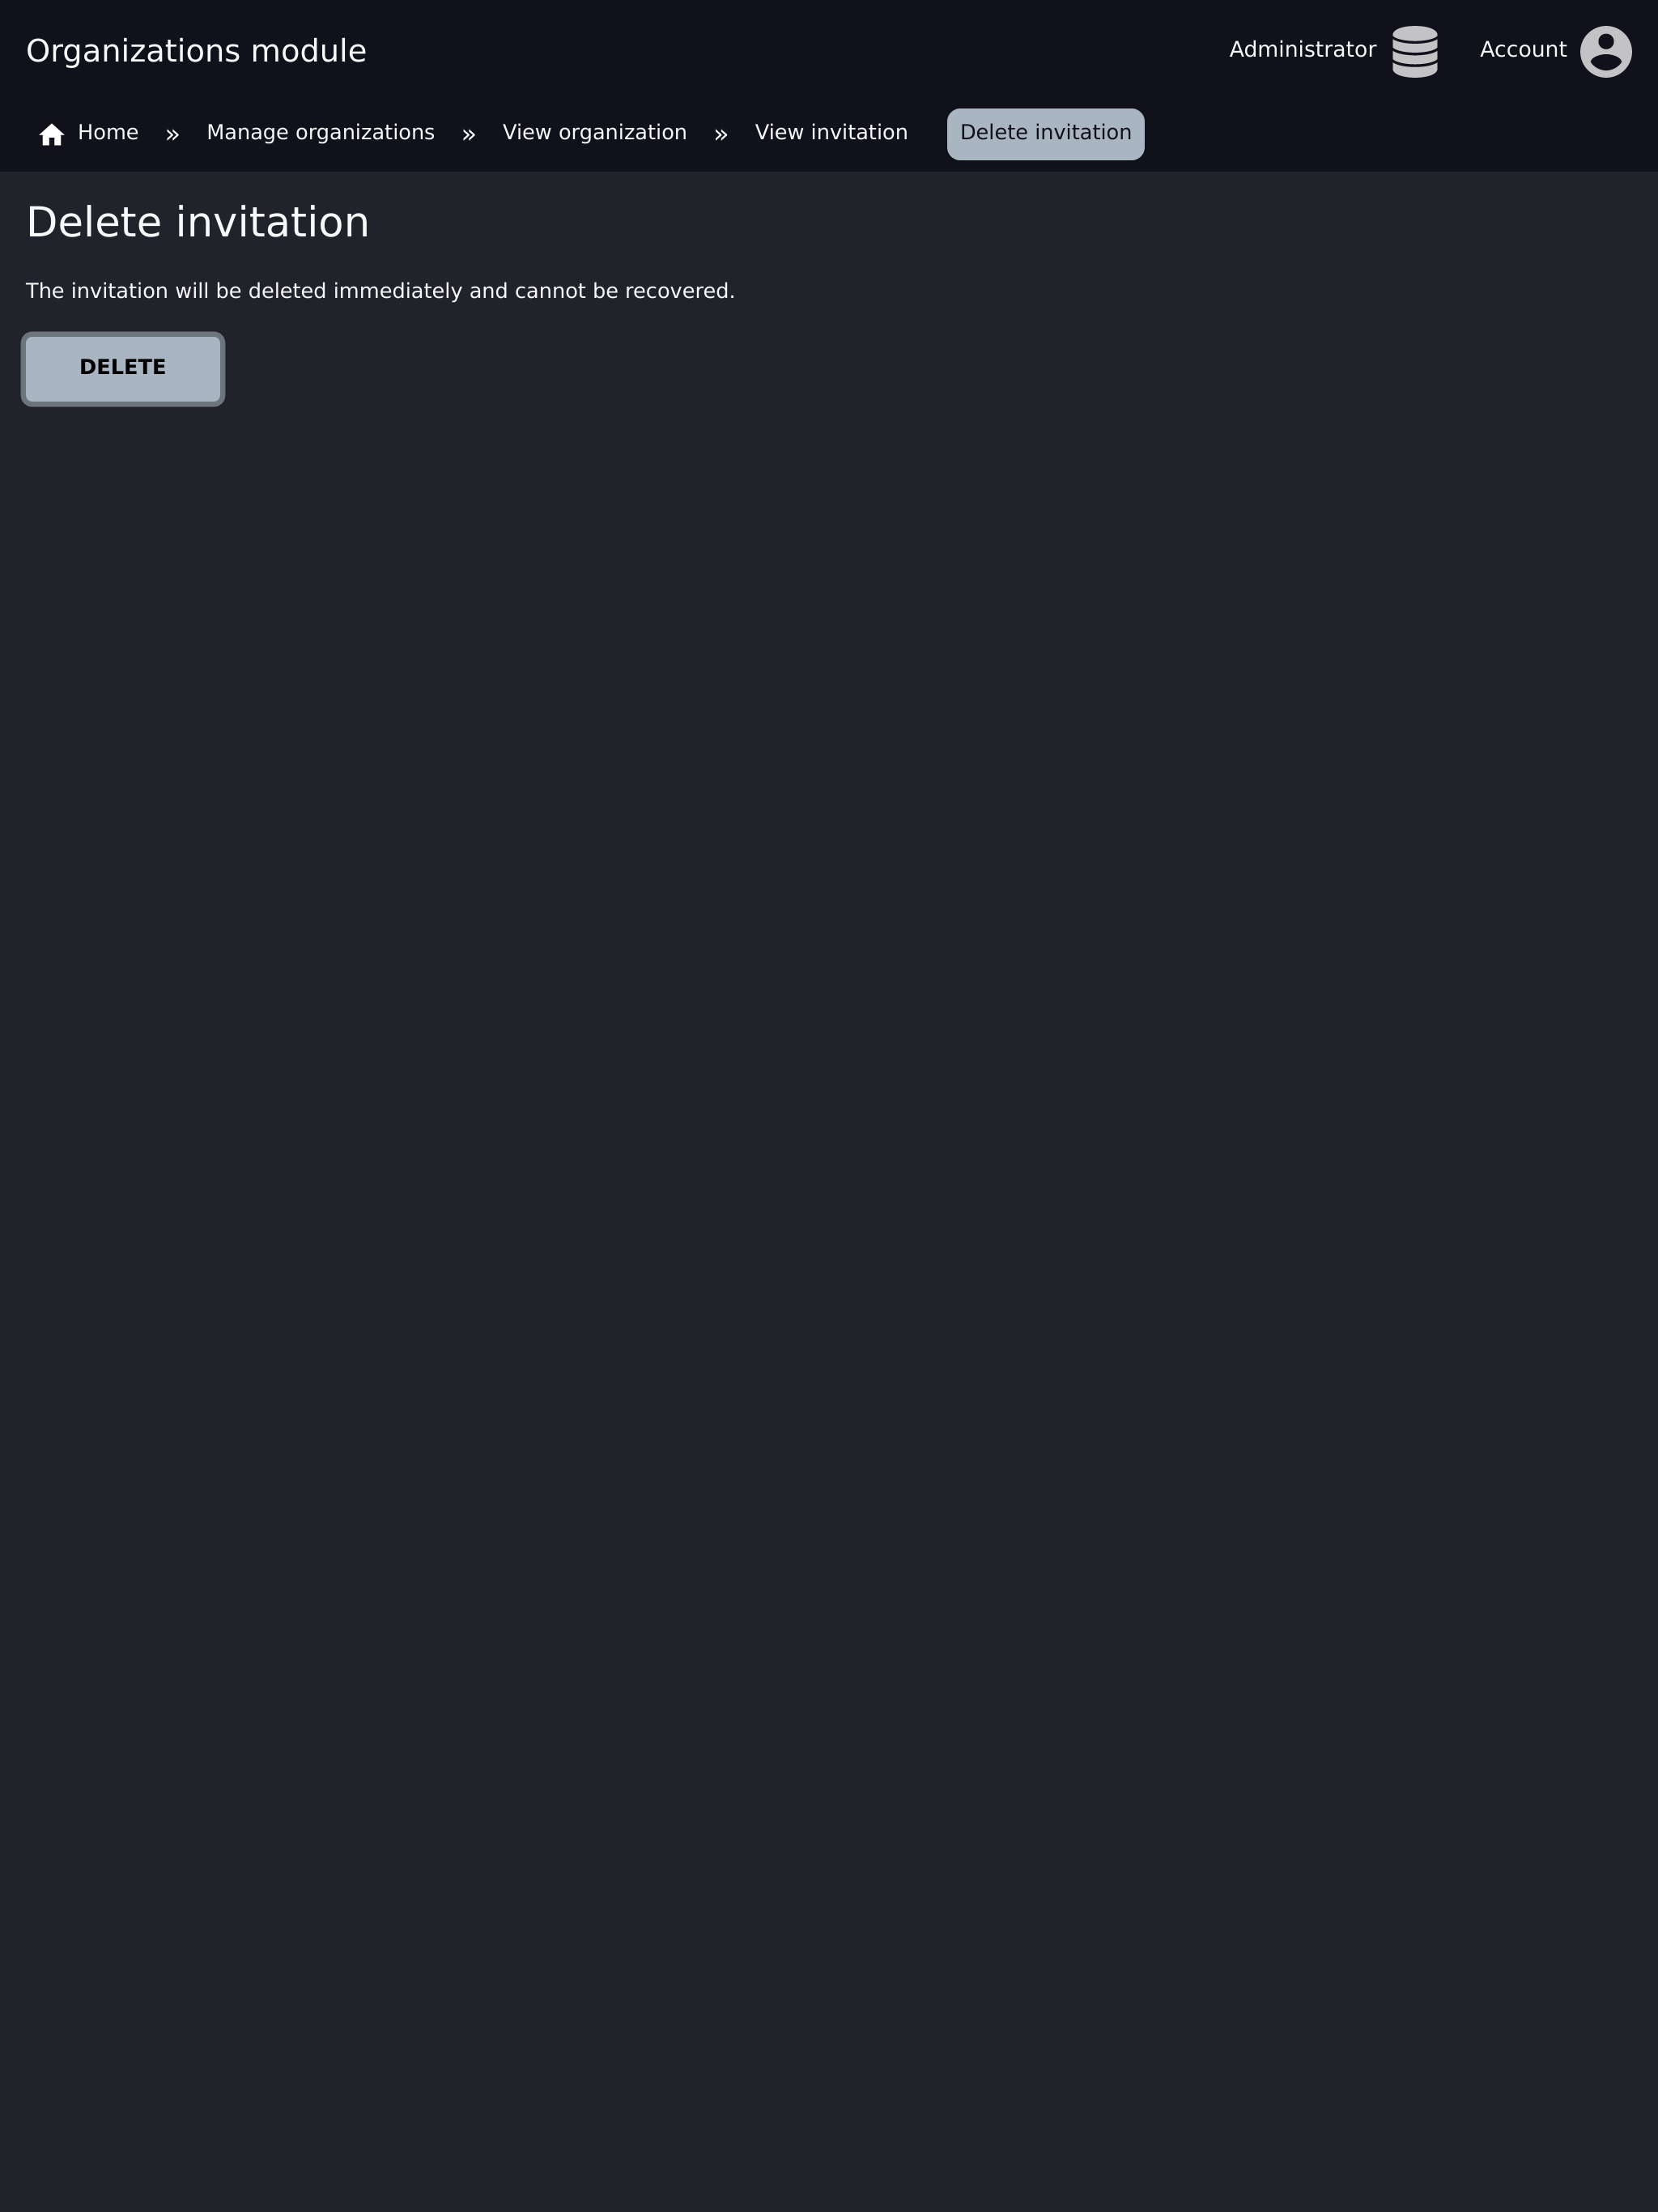 Organizations module
Administrator
Account
Home » Manage organizations » View organization » View invitation Delete invitation
Delete invitation
The invitation will be deleted immediately and cannot be recovered.
DELETE